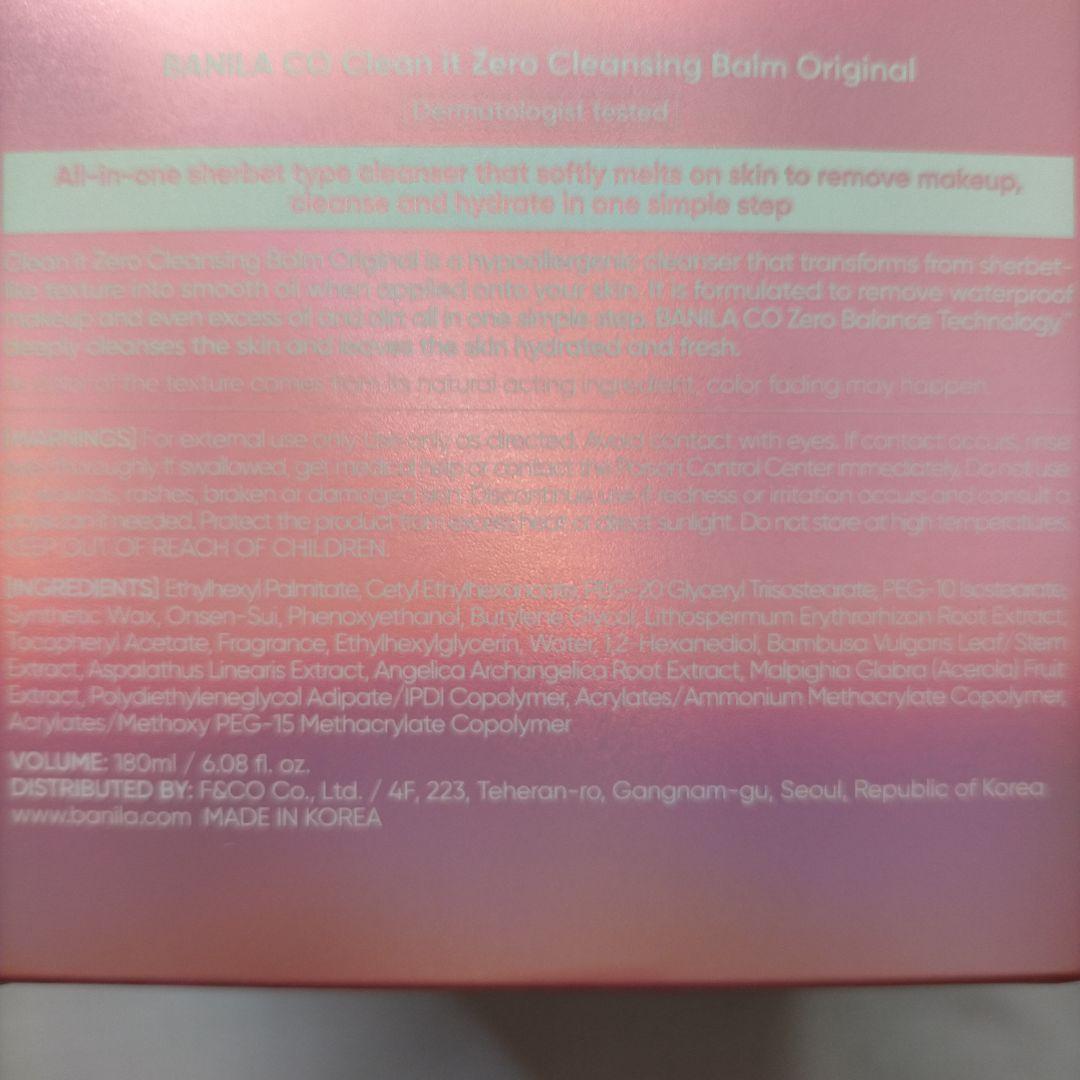 BANILA CO Clean it Zero Cleansing Balm Original
Dermatologist tested
All-in-one sherbet type cleanser that softly melts on skin to remove makeup,
cleanse and hydrate in one simple step
Clean it Zero Cleansing Balm Original is a hypoallergenic cleanser that transforms from sherbet-
like texture into smooth oil when applied onto your skin. It is formulated to remove waterproof
makeup and even excess oil and dirt all in one simple step. BANILA CO Zero Balance Technology™
deeply cleanses the skin and leaves the skin hydrated and fresh.
color of the texture comes from its natural acting ingredient, color fading may happen
[WARNINGS] For external use only. Use only as directed. Avoid contact with eyes. If contact occurs, rinse
eyes thoroughly. If swallowed, get medical help or contact the Poison Control Center immediately. Do not use
on wounds, rashes, broken or damaged skin. Discontinue use if redness or irritation occurs and consult a
physician if needed. Protect the product from excess heat or direct sunlight. Do not store at high temperatures.
KEEP OUT OF REACH OF CHILDREN.
[INGREDIENTS] Ethylhexyl Palmitate, Cetyl Ethylhexanoate, PEG-20 Glyceryl Triisostearate, PEG-10 Isostearate,
Synthetic Wax, Onsen-Sui, Phenoxyethanol, Butylene Glycol, Lithospermum Erythrorhizon Root Extract,
Tocopheryl Acetate, Fragrance, Ethylhexylglycerin, Water, 1,2-Hexanediol, Bambusa Vulgaris Leaf/Stem
Extract, Aspalathus Linearis Extract, Angelica Archangelica Root Extract, Malpighia Glabra (Acerola) Fruit
Extract, Polydiethyleneglycol Adipate/IPDI Copolymer, Acrylates/Ammonium Methacrylate Copolymer,
Acrylates/Methoxy PEG-15 Methacrylate Copolymer
VOLUME: 180ml / 6.08 fl. oz.
DISTRIBUTED BY: F&CO Co., Ltd. / 4F, 223, Teheran-ro, Gangnam-gu, Seoul, Republic of Korea
www.banila.com MADE IN KOREA